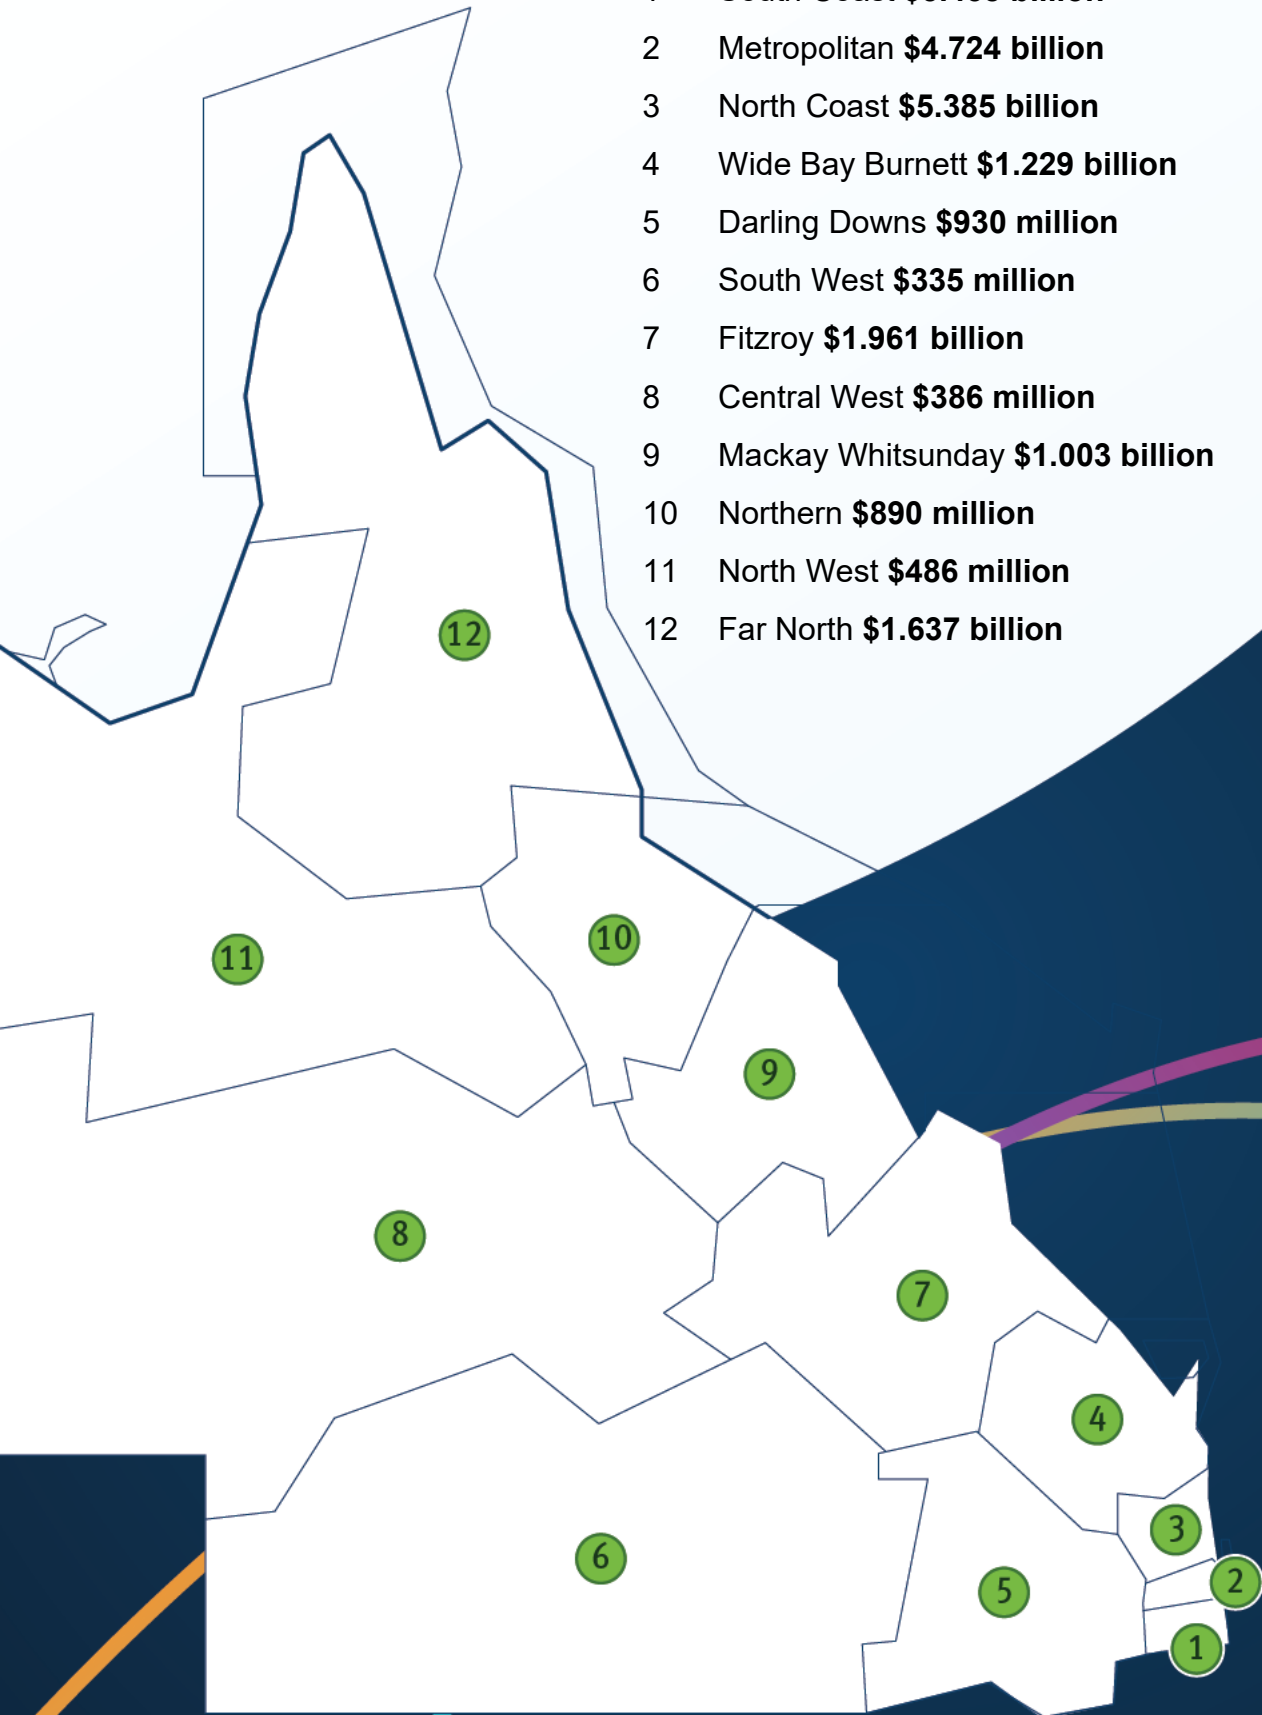 2 Metropolitan $4.724 billion
3 North Coast $5.385 billion
4 Wide Bay Burnett $1.229 billion
5 Darling Downs $930 million
6 South West $335 million
7 Fitzroy $1.961 billion
8 Central West $386 million
9 Mackay Whitsunday $1.003 billion
10 Northern $890 million
11 North West $486 million
12 Far North $1.637 billion
12
10
11
9
8
7
4
3
6
2
5
1